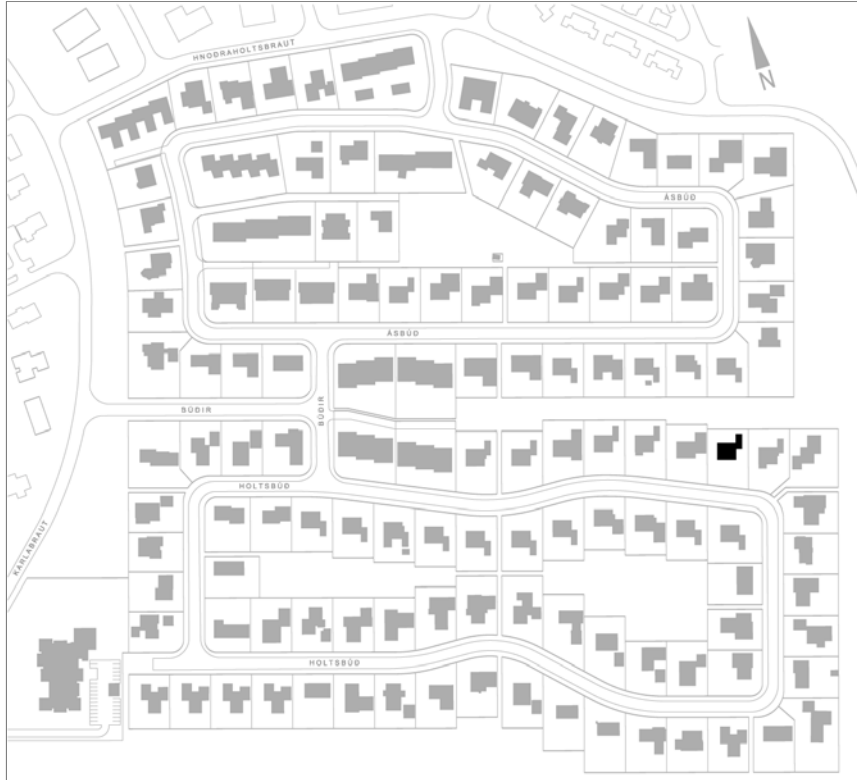 HNOÐRAHOLTSBRAUT
N
ÁSBÚÐ
ÁSBÚÐ
BÚÐIR
BÚÐIR
HOLTSBÚÐ
KARLABRAUT
HOLTSBÚÐ